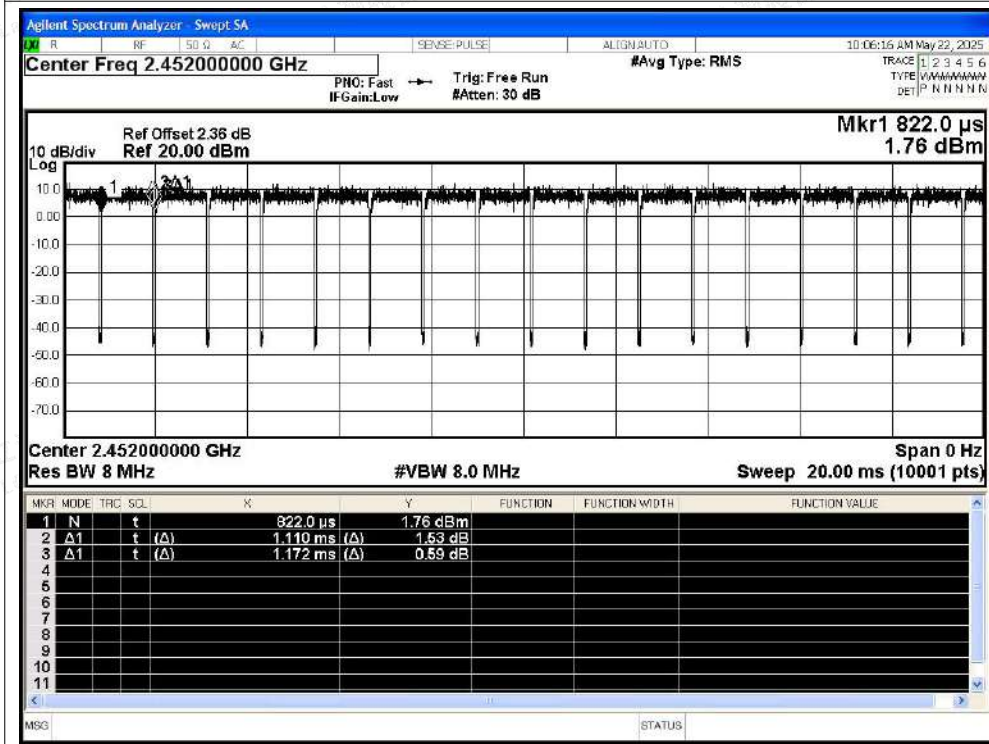 Agilent Spectrum Analyzer - Swept SA
LXI R RF 50 Ω AC SENSE:PULSE ALIGN AUTO 10:06:16 AM May 22, 2025
Center Freq 2.452000000 GHz #Avg Type: RMS TRACE 1 2 3 4 5 6
PNO: Fast Trig: Free Run TYPE
IFGain:Low #Atten: 30 dB DET P N N N N N
Mkr1 822.0 µs
Ref Offset 2.36 dB
10 dB/div Ref 20.00 dBm 1.76 dBm
Log
10.0 1 3Δ1
0.00
-10.0
-20.0
-30.0
-40.0
-50.0
-60.0
-70.0
Center 2.452000000 GHz Span 0 Hz
Res BW 8 MHz #VBW 8.0 MHz Sweep 20.00 ms (10001 pts)
MKR MODE TRC SCL X Y FUNCTION FUNCTION WIDTH FUNCTION VALUE
1 N t 822.0 µs 1.76 dBm
2 Δ1 t (Δ) 1.110 ms (Δ) 1.53 dB
3 Δ1 t (Δ) 1.172 ms (Δ) 0.59 dB
4
5
6
7
8
9
10
11
MSG STATUS